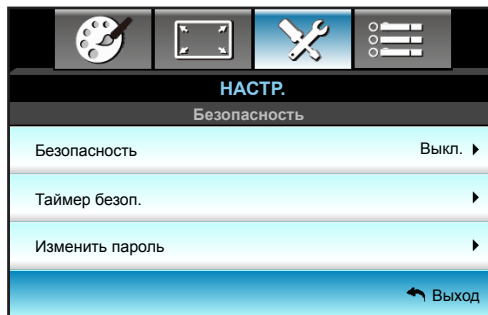 НАСТР.
Безопасность
Безопасность Выкл.
Таймер безоп.
Изменить пароль
Выход